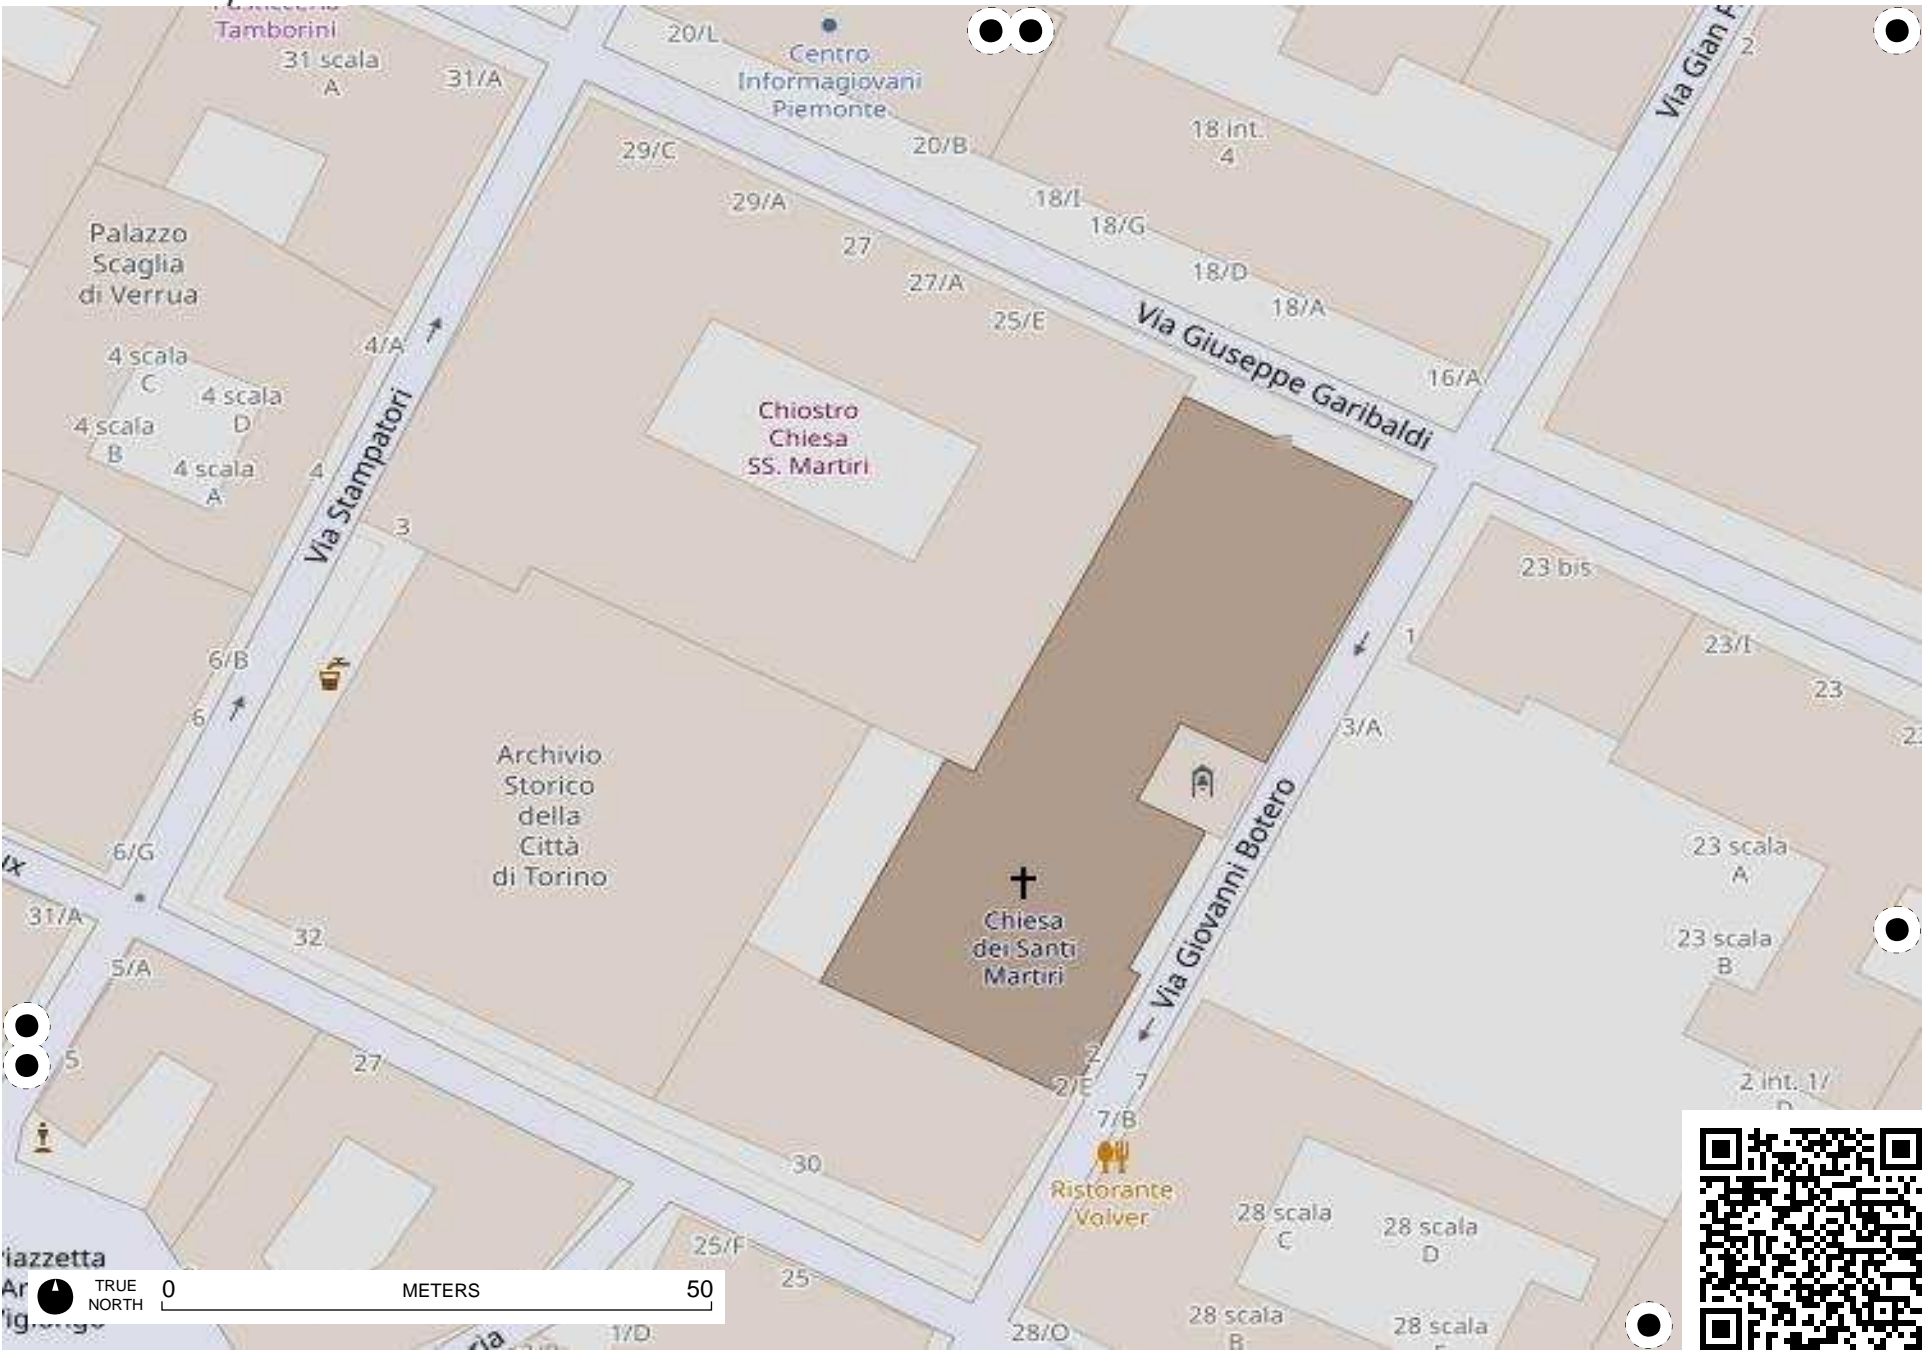 Tamborini
31 scala
A
31/A
20/L
Centro
Informagiovani
Piemonte
20/B
18 int.
4
2
Via Gian F
29/C
29/A
27
27/A
25/E
18/I
18/G
18/D
18/A
16/A
Via Giuseppe Garibaldi
Palazzo
Scaglia
di Verrua
4/A
4 scala
C
4 scala
D
4 scala
B
4 scala
A
4
3
Via Stampatori
Chiostro
Chiesa
SS. Martiri
23 bis
1
23/I
23
3/A
6/B
6
6/G
Archivio
Storico
della
Città
di Torino
Chiesa
dei Santi
Martiri
Via Giovanni Botero
23 scala
A
23 scala
B
31/A
32
5/A
5
27
2
2/E
7
7/B
Ristorante
Volver
2 int. 1/
D
30
25/F
25
28 scala
C
28 scala
D
28 scala
B
28 scala
28/O
1/D
TRUE
NORTH
0
METERS
50